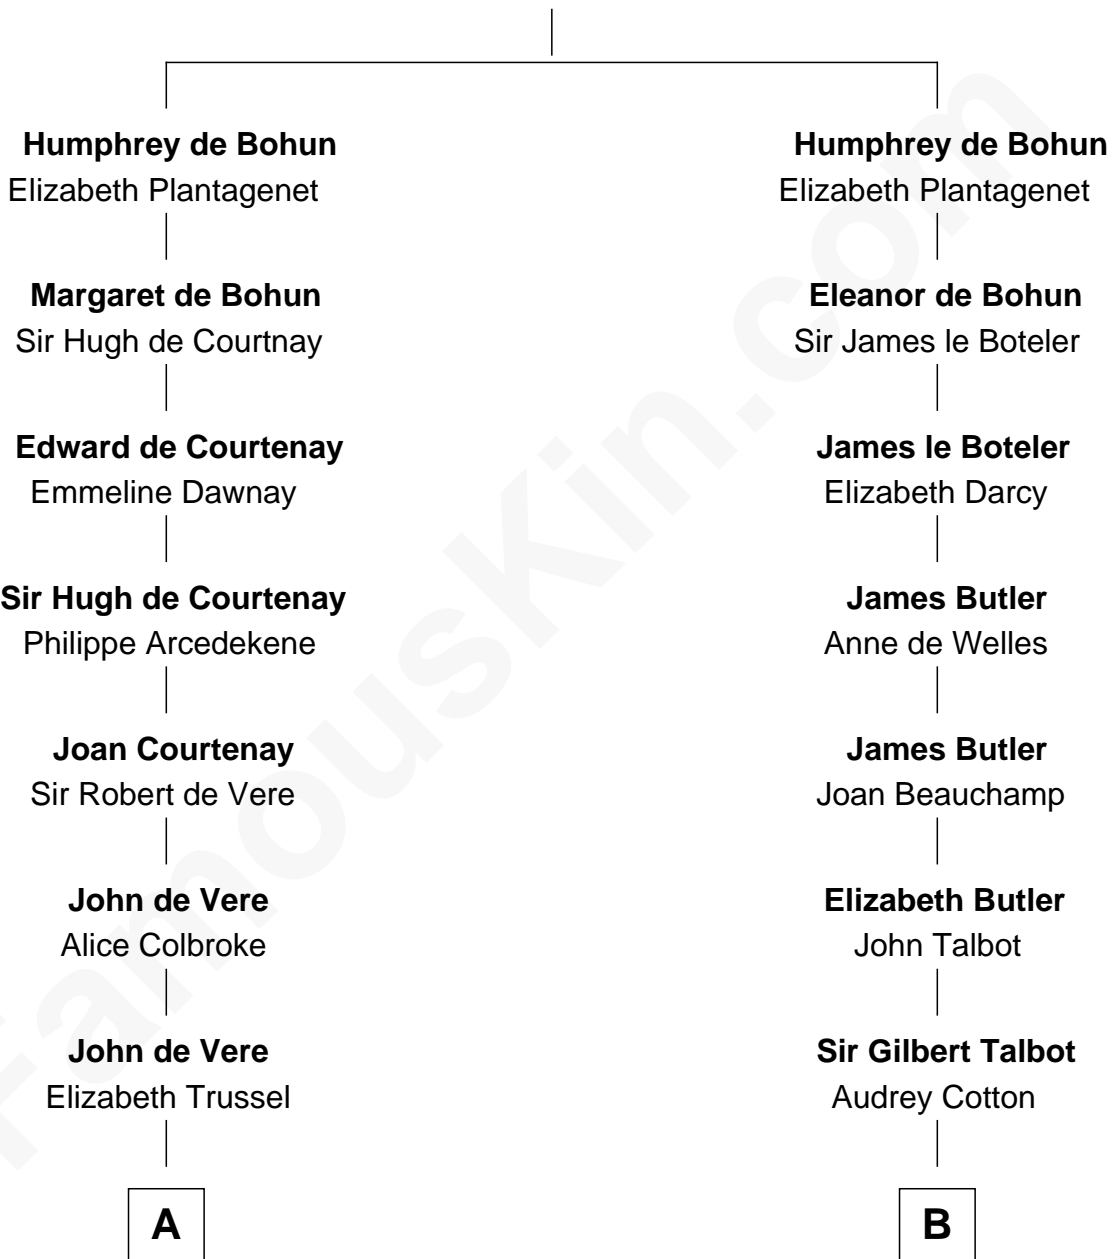 Humphrey de Bohun
Elizabeth Plantagenet
Margaret de Bohun
Sir Hugh de Courtnay
Edward de Courtenay
Emmeline Dawnay
Sir Hugh de Courtenay
Philippe Arcedekene
Joan Courtenay
Sir Robert de Vere
John de Vere
Alice Colbroke
John de Vere
Elizabeth Trussel
A
Humphrey de Bohun
Elizabeth Plantagenet
Eleanor de Bohun
Sir James le Boteler
James le Boteler
Elizabeth Darcy
James Butler
Anne de Welles
James Butler
Joan Beauchamp
Elizabeth Butler
John Talbot
Sir Gilbert Talbot
Audrey Cotton
B
FamousKin.com